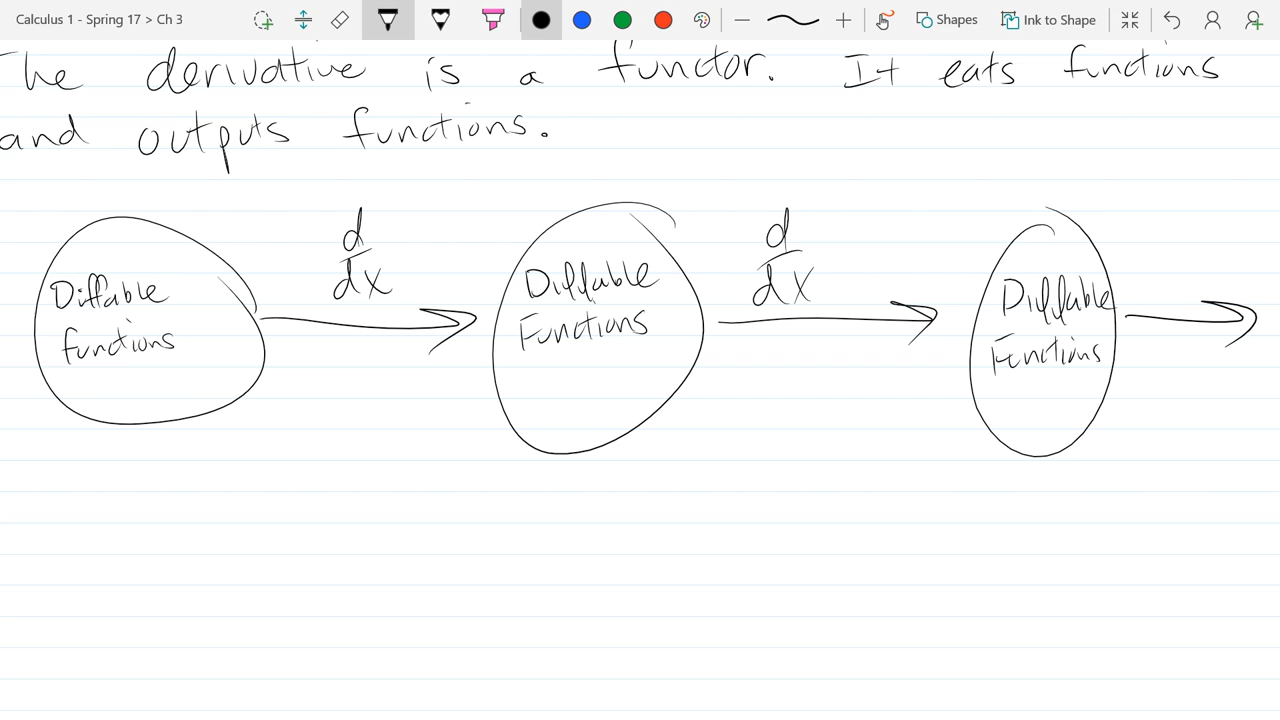 Calculus 1 - Spring 17 > Ch 3
Shapes
Ink to Shape
The derivative is a functor. It eats functions
and outputs functions.
d
dx
d
dx
Diffable
functions
Diffable
Functions
Diffable
Functions